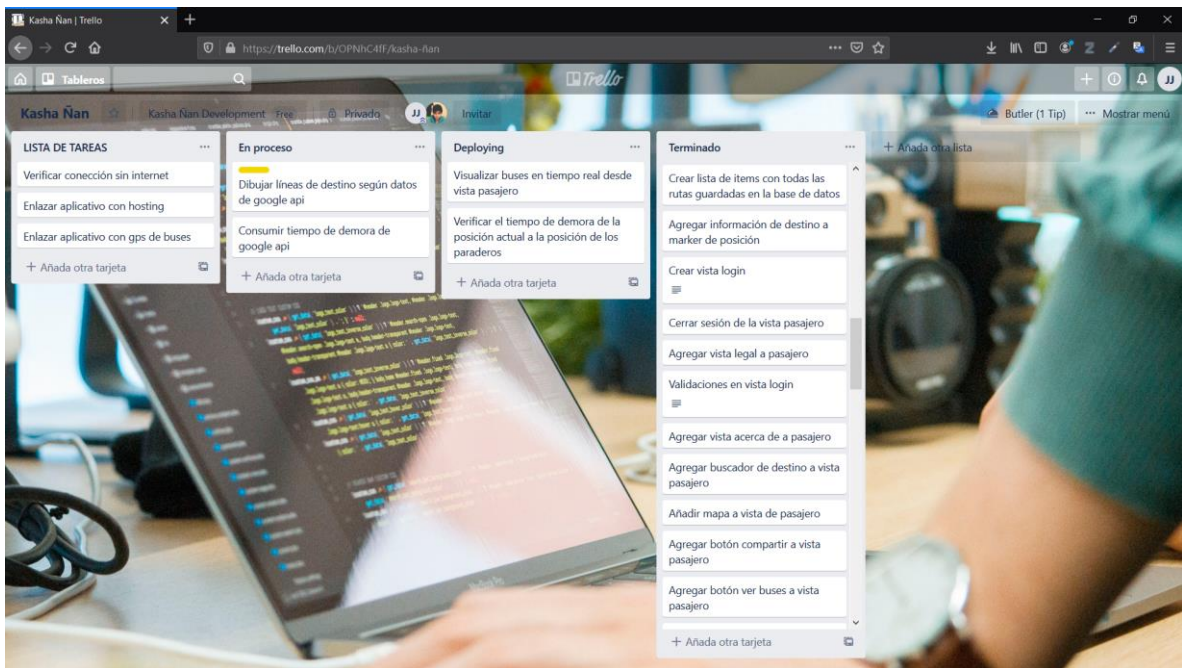 Kasha Ñan | Trello
https://trello.com/b/OPNhC4fF/kasha-ñan
Tableros
Trello
JJ
Kasha Ñan
Kasha Ñan Development Free
Privado
JJ
Invitar
Butler (1 Tip)
Mostrar menú
LISTA DE TAREAS
Verificar conección sin internet
Enlazar aplicativo con hosting
Enlazar aplicativo con gps de buses
+ Añada otra tarjeta
En proceso
Dibujar líneas de destino según datos
de google api
Consumir tiempo de demora de
google api
+ Añada otra tarjeta
Deploying
Visualizar buses en tiempo real desde
vista pasajero
Verificar el tiempo de demora de la
posición actual a la posición de los
paraderos
+ Añada otra tarjeta
Terminado
Crear lista de items con todas las
rutas guardadas en la base de datos
Agregar información de destino a
marker de posición
Crear vista login
Cerrar sesión de la vista pasajero
Agregar vista legal a pasajero
Validaciones en vista login
Agregar vista acerca de a pasajero
Agregar buscador de destino a vista
pasajero
Añadir mapa a vista de pasajero
Agregar botón compartir a vista
pasajero
Agregar botón ver buses a vista
pasajero
+ Añada otra tarjeta
+ Añada otra lista